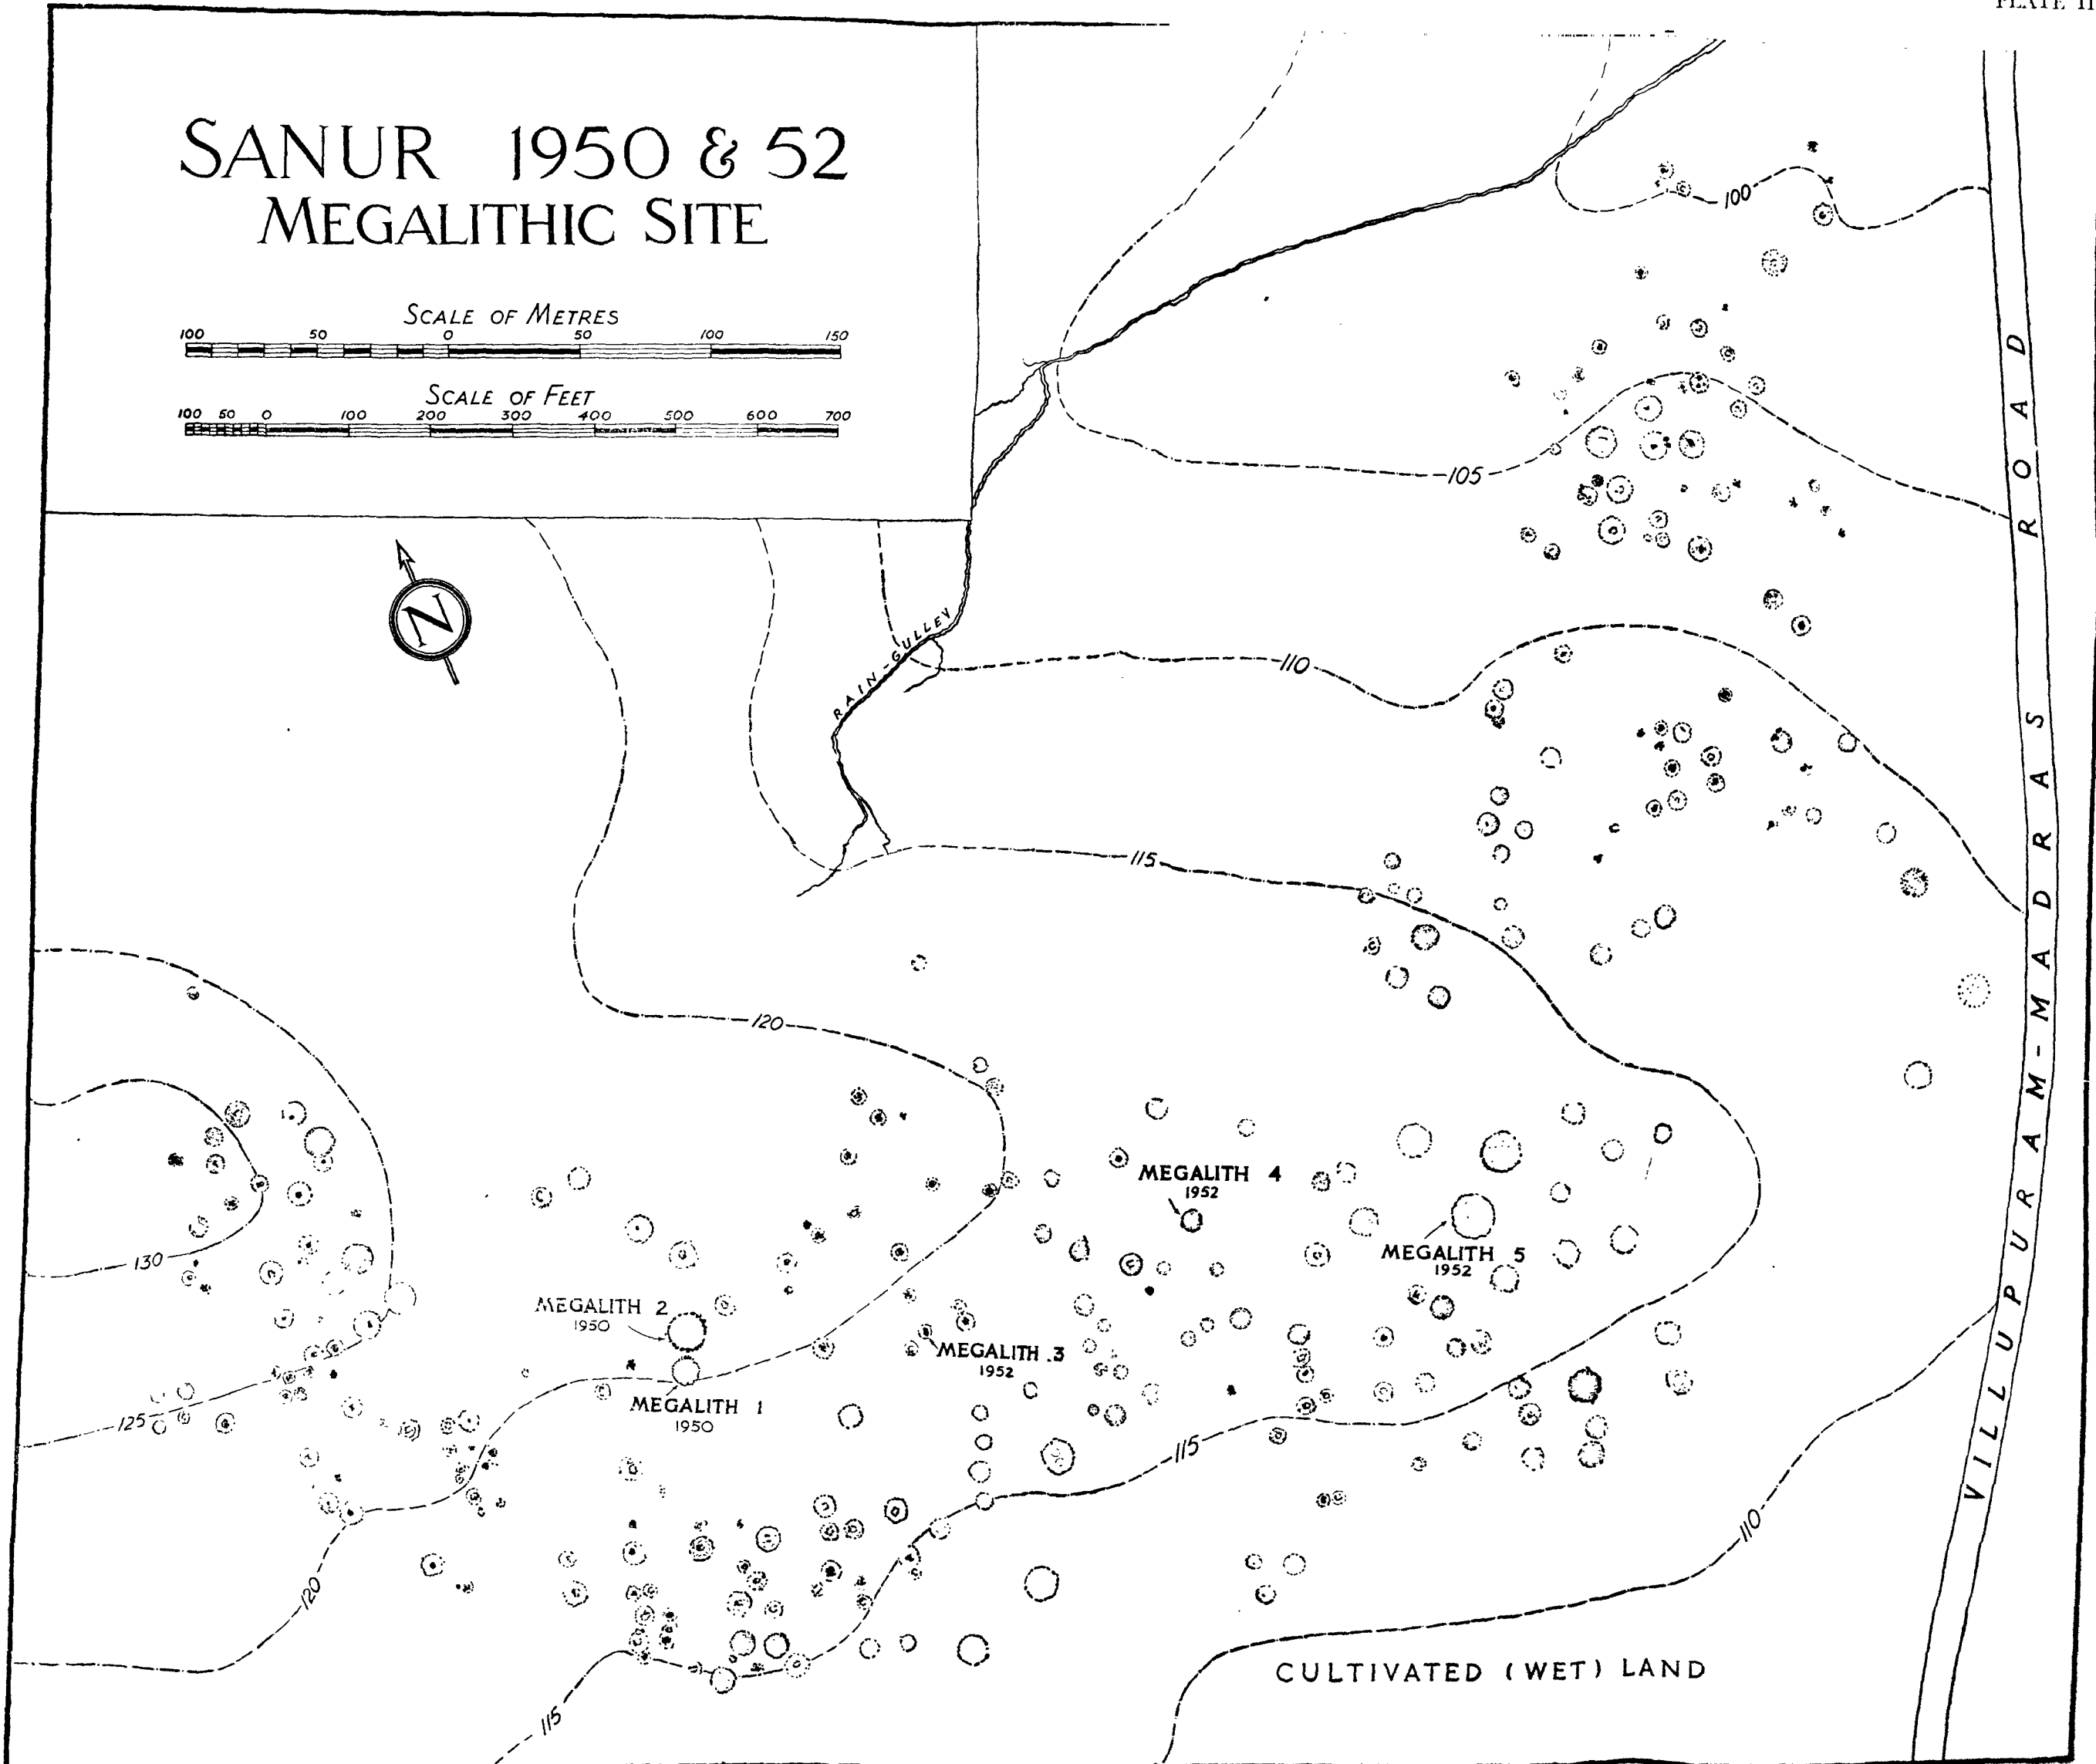 PLATE II
SANUR 1950 & 52
MEGALITHIC SITE
SCALE OF METRES
100 50 0 50 100 150
SCALE OF FEET
100 50 0 100 200 300 400 500 600 700
N
RAIN-GULLEY
100
105
110
115
120
130
125
120
115
115
110
MEGALITH 4
1952
MEGALITH 5
1952
MEGALITH 2
1950
MEGALITH 3
1952
MEGALITH 1
1950
CULTIVATED (WET) LAND
VILLUPURAM-MADRAS ROAD